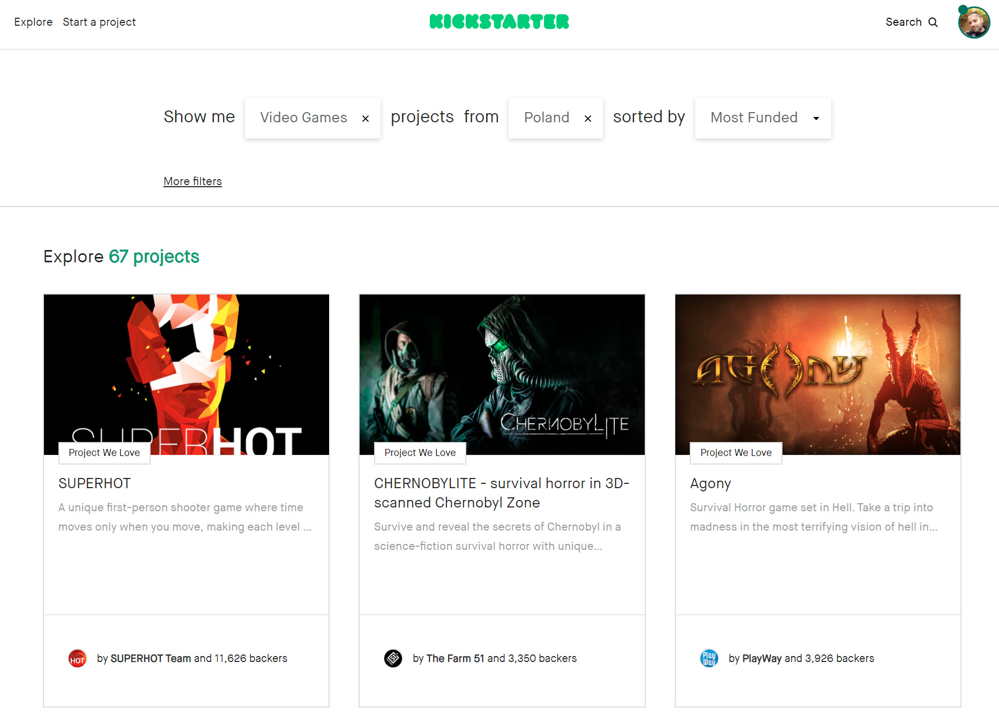 Explore Start a project KICKSTARTER Search
Show me Video Games × projects from Poland × sorted by Most Funded
More filters
Explore 67 projects
SUPERHOT
Project We Love
SUPERHOT
A unique first-person shooter game where time
moves only when you move, making each level ...
HOT by SUPERHOT Team and 11,626 backers
CHERNOBYLITE
Project We Love
CHERNOBYLITE - survival horror in 3D-
scanned Chernobyl Zone
Survive and reveal the secrets of Chernobyl in a
science-fiction survival horror with unique...
by The Farm 51 and 3,350 backers
AGONY
Project We Love
Agony
Survival Horror game set in Hell. Take a trip into
madness in the most terrifying vision of hell in...
Play
Way
by PlayWay and 3,926 backers